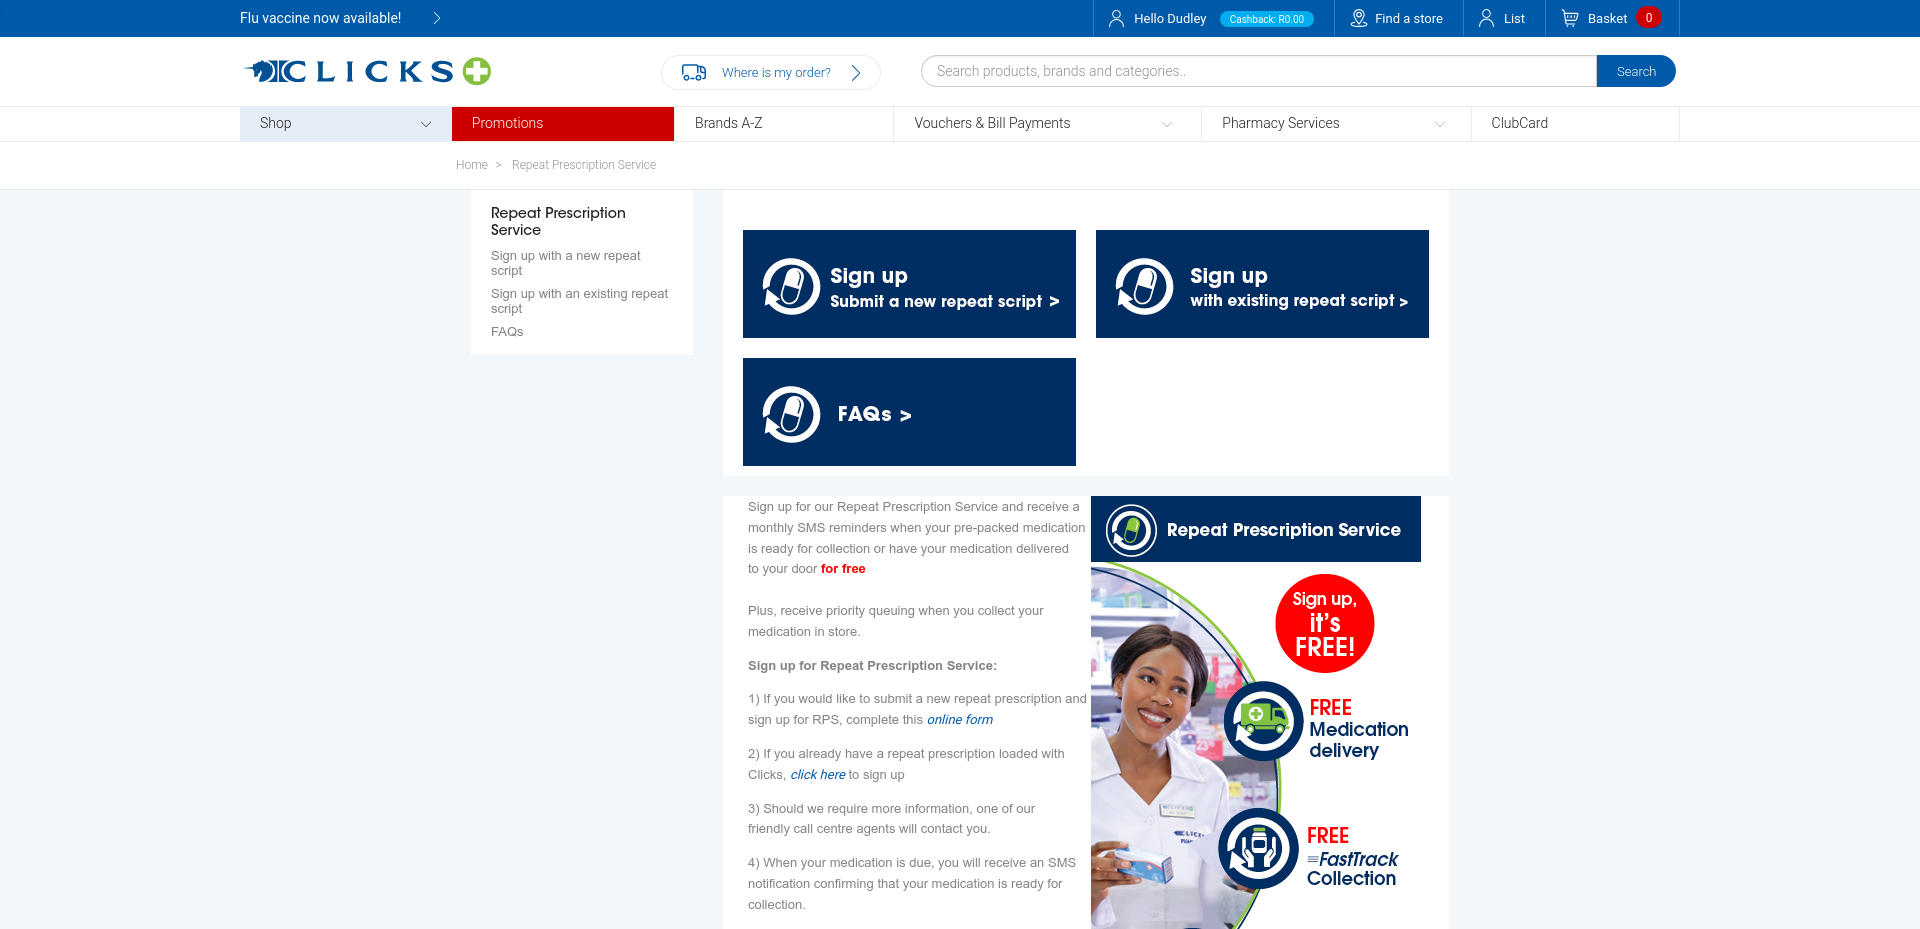 Flu vaccine now available!
Hello Dudley
Cashback: R0.00
Find a store
List
Basket
0
CLICKS
Where is my order?
Search products, brands and categories..
Search
Shop
Promotions
Brands A-Z
Vouchers & Bill Payments
Pharmacy Services
ClubCard
Home > Repeat Prescription Service
Repeat Prescription
Service
Sign up with a new repeat
script
Sign up with an existing repeat
script
FAQs
Sign up
Submit a new repeat script >
Sign up
with existing repeat script >
FAQs >
Sign up for our Repeat Prescription Service and receive a
monthly SMS reminders when your pre-packed medication
is ready for collection or have your medication delivered
to your door for free
Plus, receive priority queuing when you collect your
medication in store.
Sign up for Repeat Prescription Service:
1) If you would like to submit a new repeat prescription and
sign up for RPS, complete this online form
2) If you already have a repeat prescription loaded with
Clicks, click here to sign up
3) Should we require more information, one of our
friendly call centre agents will contact you.
4) When your medication is due, you will receive an SMS
notification confirming that your medication is ready for
collection.
Repeat Prescription Service
Sign up,
it's
FREE!
FREE
Medication
delivery
FREE
FastTrack
Collection